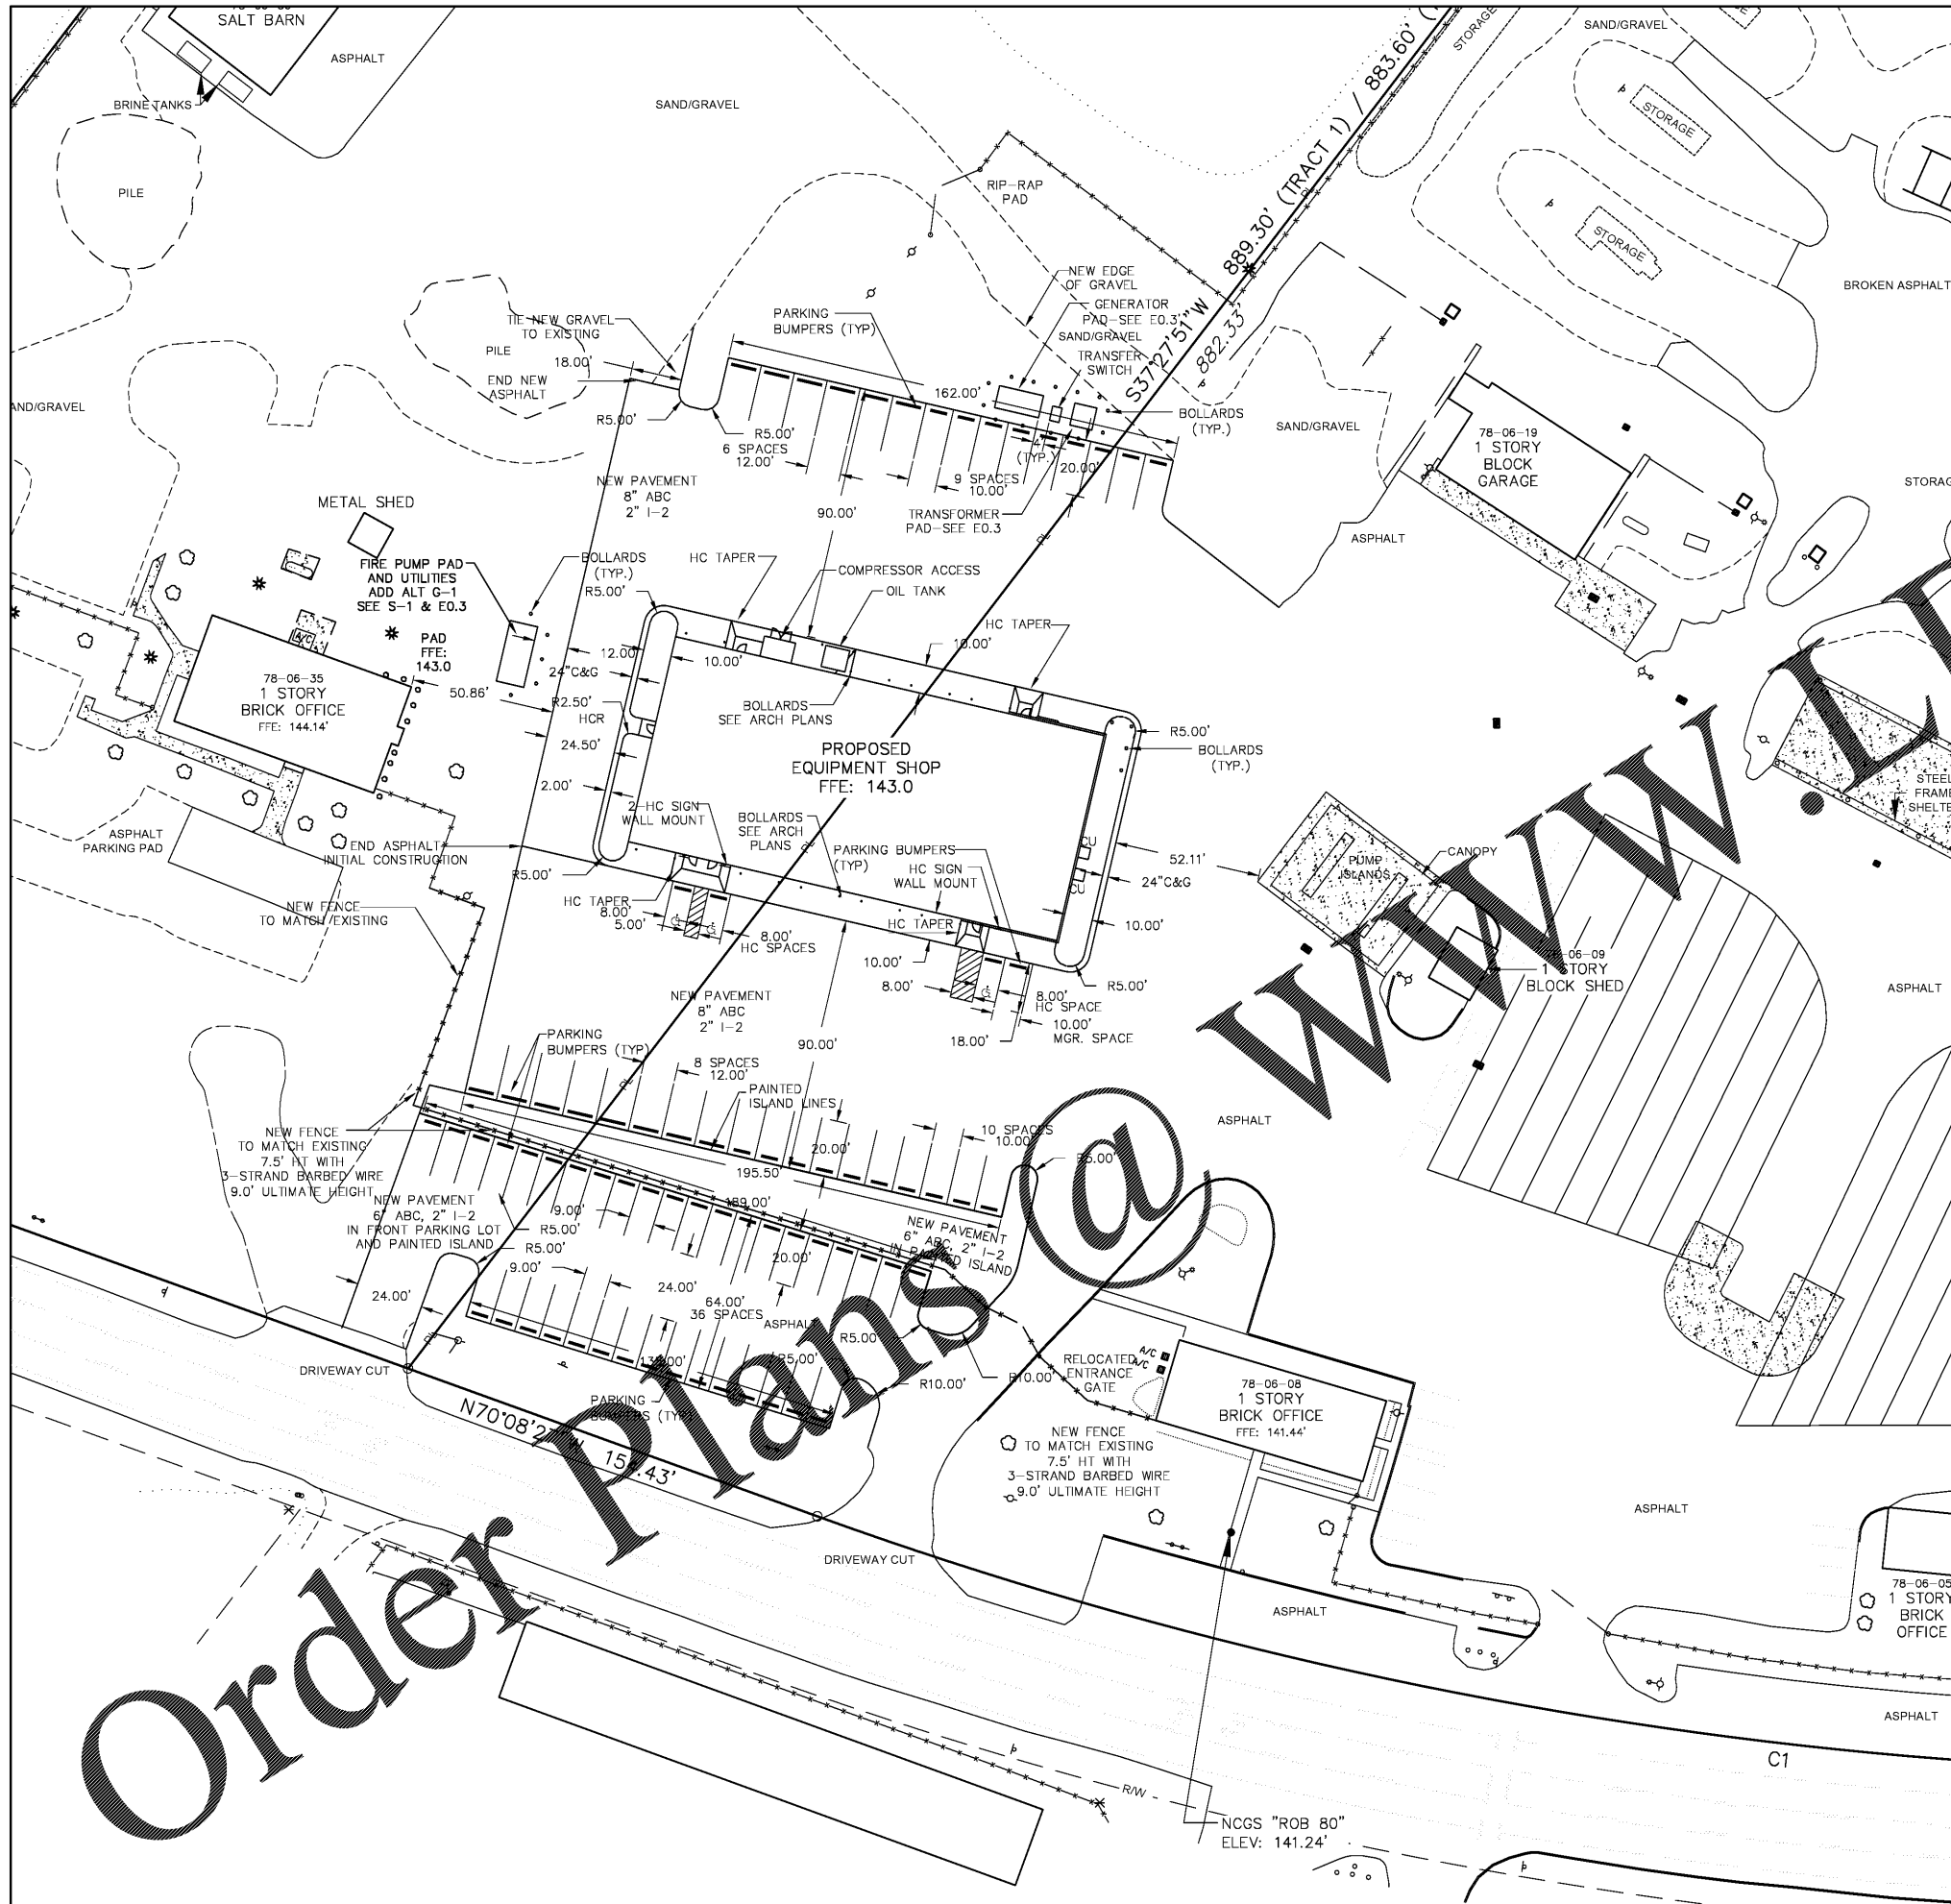 SALT BARN
ASPHALT
BRINE TANKS
PILE
SAND/GRAVEL
RIP-RAP
PAD
STORAGE
SAND/GRAVEL
STORAGE
STORAGE
BROKEN ASPHALT
S37°27'51"W 889.30' (TRACT 1) / 883.60'
882.33'
NEW EDGE
OF GRAVEL
GENERATOR
PAD-SEE E0.3
SAND/GRAVEL
TRANSFER
SWITCH
BOLLARDS
(TYP.)
SAND/GRAVEL
TIE NEW GRAVEL
TO EXISTING
PILE
18.00'
END NEW
ASPHALT
R5.00'
R5.00'
PARKING
BUMPERS (TYP)
162.00'
6 SPACES
12.00'
9 SPACES
10.00'
4'
(TYP.)
20.00'
TRANSFORMER
PAD-SEE E0.3
90.00'
NEW PAVEMENT
8" ABC
2" I-2
78-06-19
1 STORY
BLOCK
GARAGE
ASPHALT
METAL SHED
FIRE PUMP PAD
AND UTILITIES
ADD ALT G-1
SEE S-1 & E0.3
PAD
FFE:
143.0
A/C
78-06-35
1 STORY
BRICK OFFICE
FFE: 144.14'
50.86'
BOLLARDS
(TYP.)
R5.00'
HC TAPER
COMPRESSOR ACCESS
OIL TANK
HC TAPER
10.00'
12.00'
10.00'
24"C&G
R2.50'
HCR
24.50'
2.00'
BOLLARDS
SEE ARCH PLANS
PROPOSED
EQUIPMENT SHOP
FFE: 143.0
R5.00'
BOLLARDS
(TYP.)
2-HC SIGN
WALL MOUNT
BOLLARDS
SEE ARCH
PLANS
PARKING BUMPERS
(TYP)
HC SIGN
WALL MOUNT
CU
CU
52.11'
24"C&G
10.00'
PUMP
ISLANDS
CANOPY
STEEL
ASPHALT
PARKING PAD
END ASPHALT
INITIAL CONSTRUCTION
R5.00'
NEW FENCE
TO MATCH EXISTING
HC TAPER
8.00'
5.00'
8.00'
HC SPACES
HC TAPER
10.00'
8.00'
R5.00'
8.00'
HC SPACE
10.00'
MGR. SPACE
18.00'
1 STORY
BLOCK SHED
ASPHALT
NEW PAVEMENT
8" ABC
2" I-2
90.00'
PARKING
BUMPERS (TYP)
8 SPACES
12.00'
PAINTED
ISLAND LINES
20.00'
10 SPACES
10.00'
195.50'
189.00'
ASPHALT
NEW FENCE
TO MATCH EXISTING
7.5' HT WITH
3-STRAND BARBED WIRE
9.0' ULTIMATE HEIGHT
NEW PAVEMENT
6" ABC, 2" I-2
IN FRONT PARKING LOT
AND PAINTED ISLAND
R5.00'
R5.00'
9.00'
9.00'
24.00'
24.00'
64.00'
36 SPACES
20.00'
NEW PAVEMENT
6" ABC, 2" I-2
IN PAINTED ISLAND
ASPHALT
R5.00'
R5.00'
R10.00'
R10.00'
PARKING
BUMPERS (TYP)
DRIVEWAY CUT
RELOCATED
ENTRANCE
GATE
A/C
A/C
78-06-08
1 STORY
BRICK OFFICE
FFE: 141.44'
NEW FENCE
TO MATCH EXISTING
7.5' HT WITH
3-STRAND BARBED WIRE
9.0' ULTIMATE HEIGHT
DRIVEWAY CUT
ASPHALT
ASPHALT
1 STORY
BRICK
OFFICE
ASPHALT
C1
R/W
NCGS "ROB 80"
ELEV: 141.24'
Order Plans @ WWW